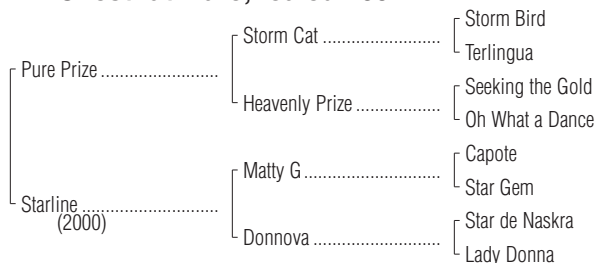 Storm Bird
Storm Cat ........................
Terlingua
Pure Prize ........................
Seeking the Gold
Heavenly Prize .................
Oh What a Dance
Capote
Matty G ...........................
Star Gem
Starline ...........................
(2000)
Star de Naskra
Donnova .........................
Lady Donna